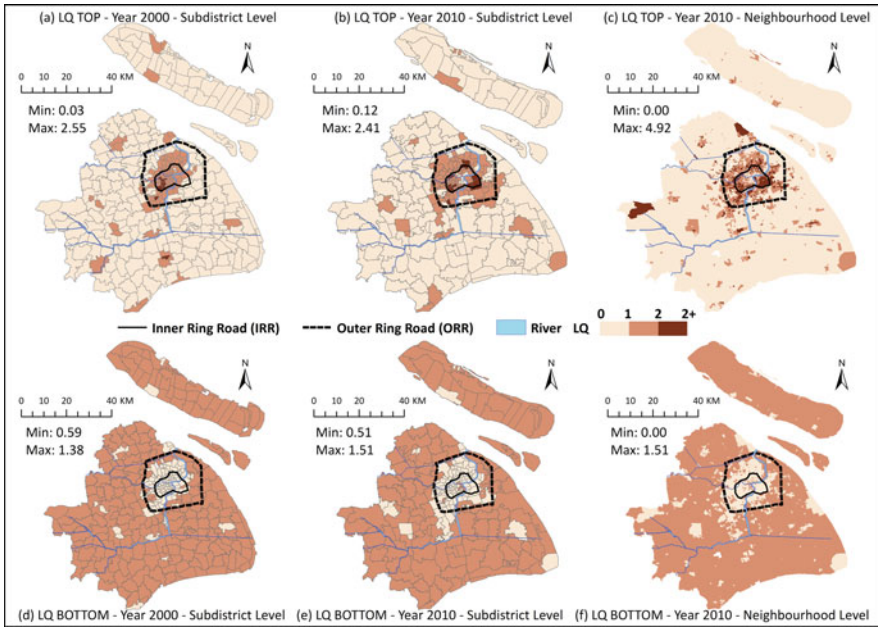 (a) LQ TOP - Year 2000 - Subdistrict Level
(b) LQ TOP - Year 2010 - Subdistrict Level
(c) LQ TOP - Year 2010 - Neighbourhood Level
N
N
N
0 10 20 40 KM
0 10 20 40 KM
0 10 20 40 KM
Min: 0.03
Max: 2.55
Min: 0.12
Max: 2.41
Min: 0.00
Max: 4.92
Inner Ring Road (IRR)
Outer Ring Road (ORR)
River
LQ
0 1 2 2+
N
N
N
0 10 20 40 KM
0 10 20 40 KM
0 10 20 40 KM
Min: 0.59
Max: 1.38
Min: 0.51
Max: 1.51
Min: 0.00
Max: 1.51
(d) LQ BOTTOM - Year 2000 - Subdistrict Level
(e) LQ BOTTOM - Year 2010 - Subdistrict Level
(f) LQ BOTTOM - Year 2010 - Neighbourhood Level